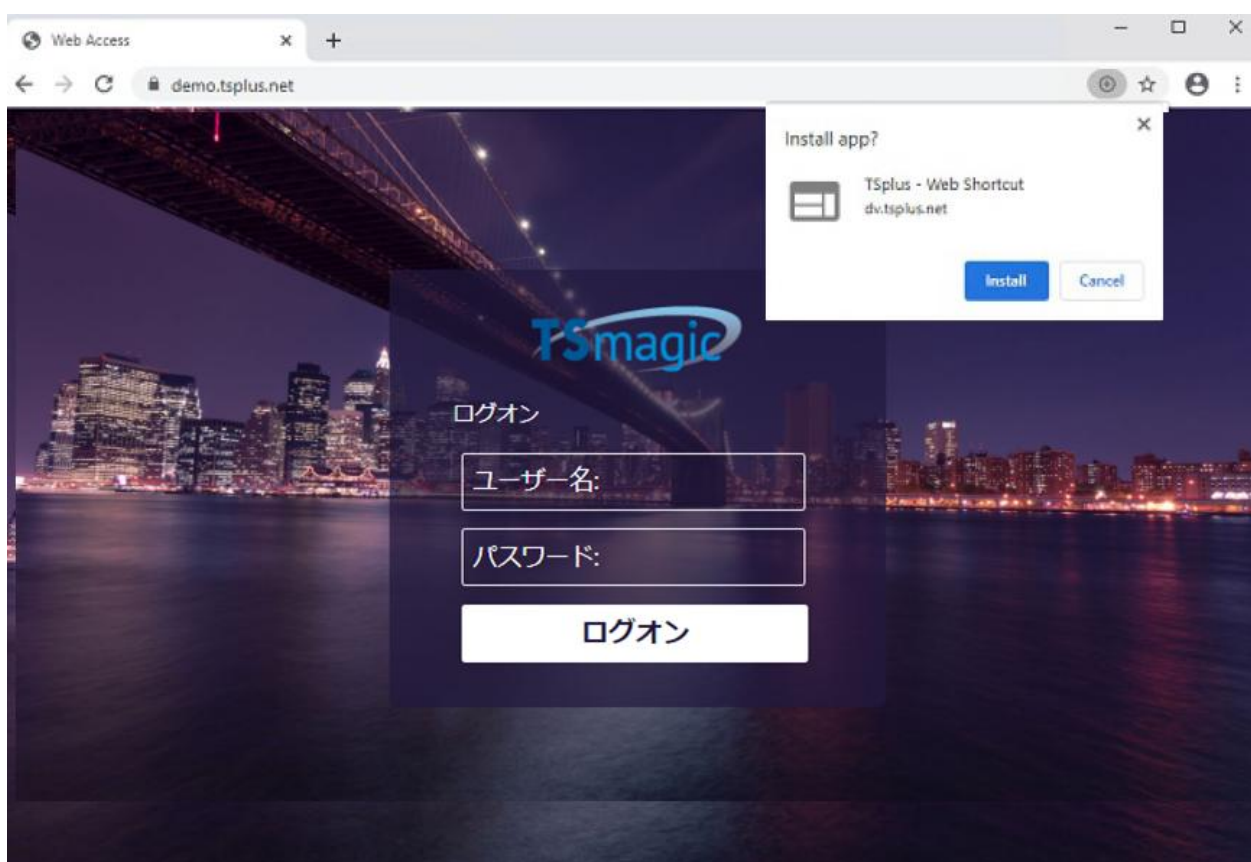 Web Access
demo.tsplus.net
Install app?
TSplus - Web Shortcut
dv.tsplus.net
Install
Cancel
TSmagic
ログオン
ユーザー名:
パスワード:
ログオン